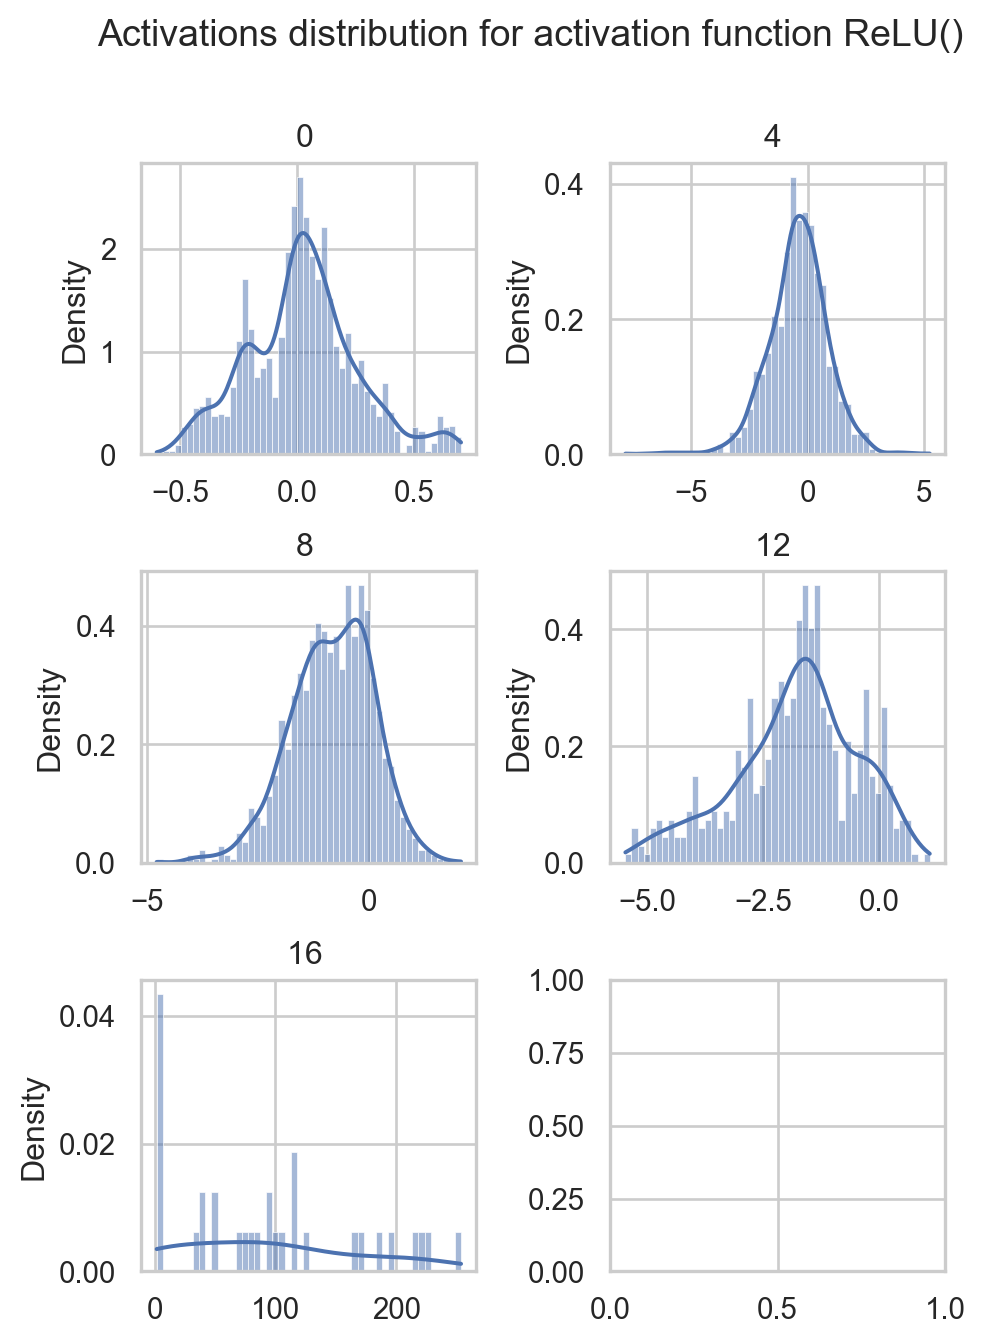 Activations distribution for activation function ReLU()
0
Density
2
1
0
−0.5 0.0 0.5
4
Density
0.4
0.2
0.0
−5 0 5
8
Density
0.4
0.2
0.0
−5 0
12
Density
0.4
0.2
0.0
−5.0 −2.5 0.0
16
Density
0.04
0.02
0.00
0 100 200
1.00
0.75
0.50
0.25
0.00
0.0 0.5 1.0